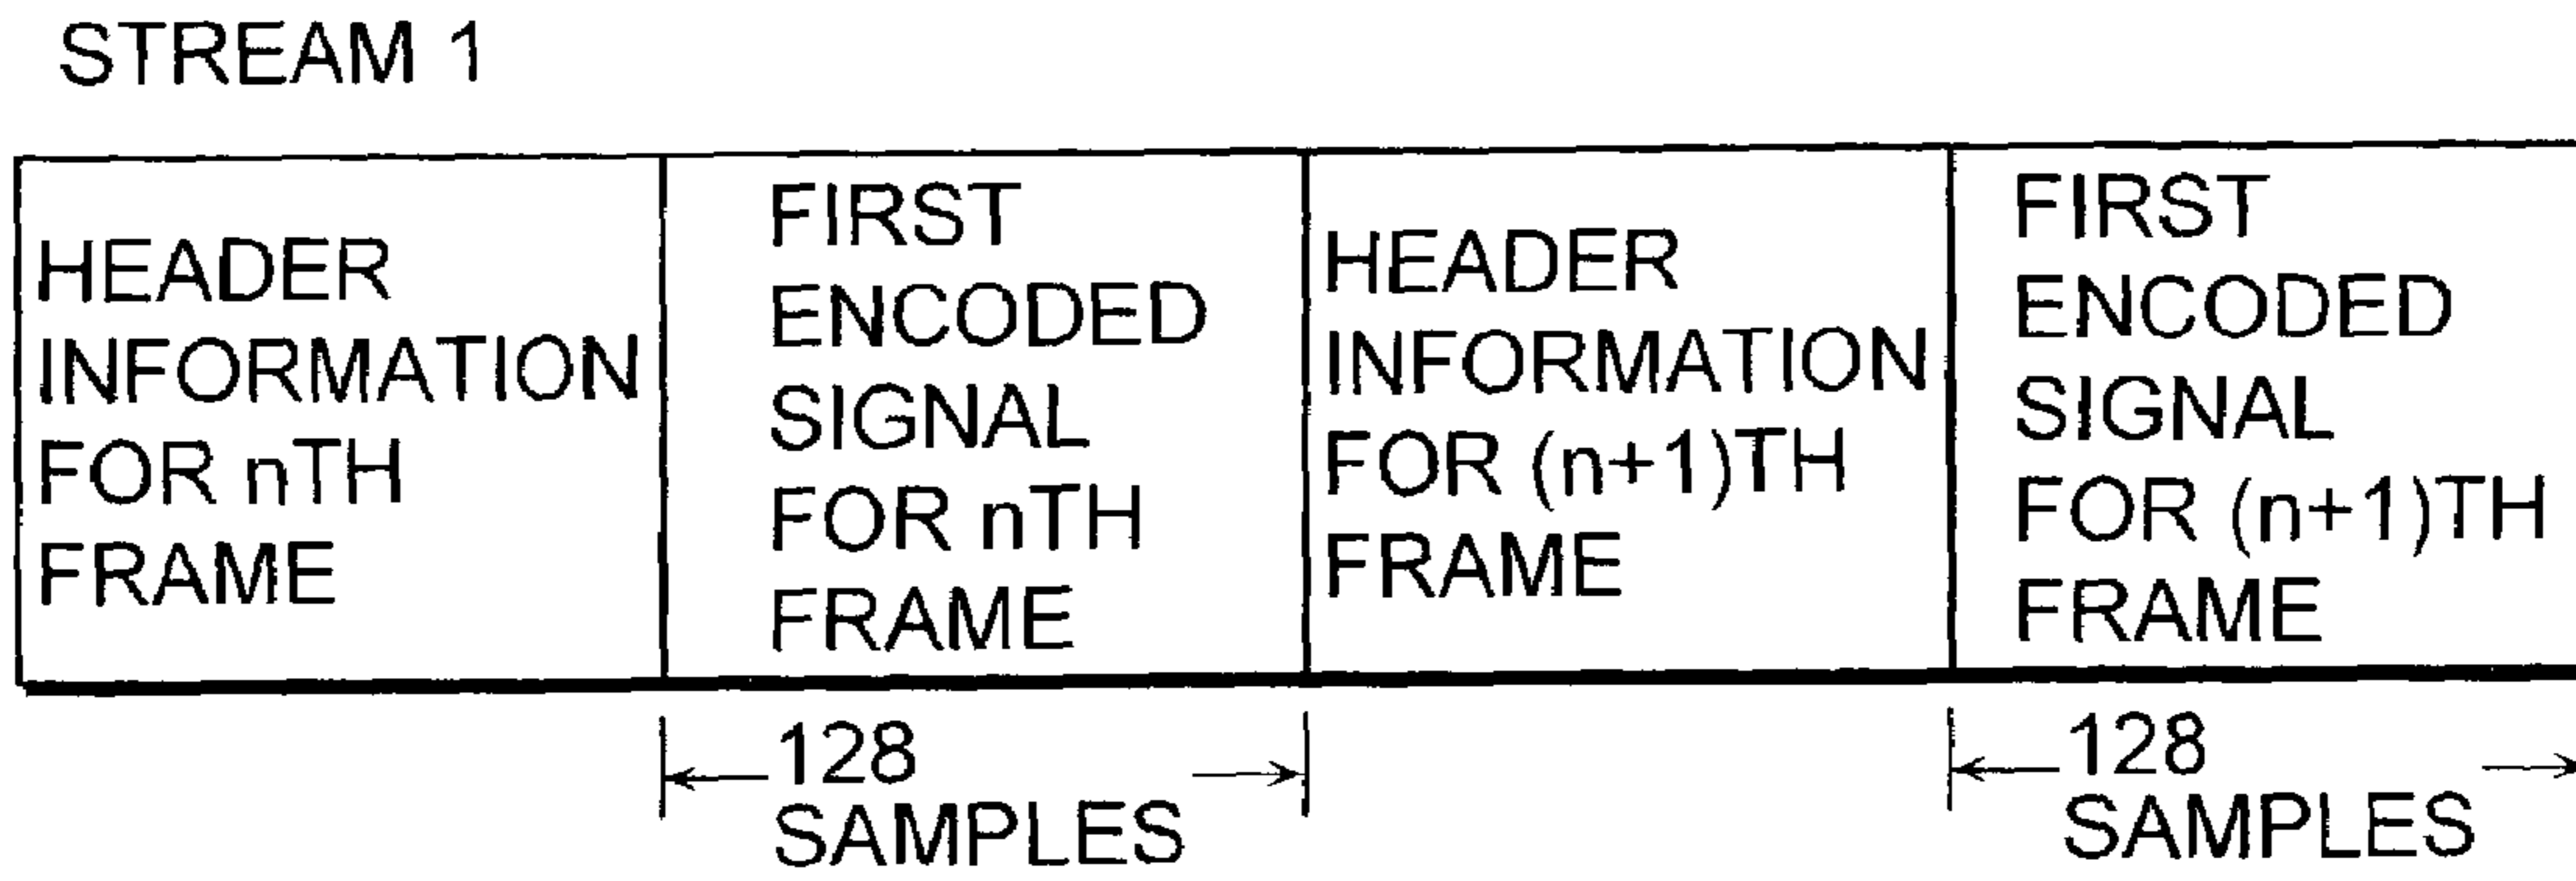 STREAM 1
HEADER
INFORMATION
FOR nTH
FRAME
FIRST
ENCODED
SIGNAL
FOR nTH
FRAME
HEADER
INFORMATION
FOR (n+1)TH
FRAME
FIRST
ENCODED
SIGNAL
FOR (n+1)TH
FRAME
128
SAMPLES
128
SAMPLES